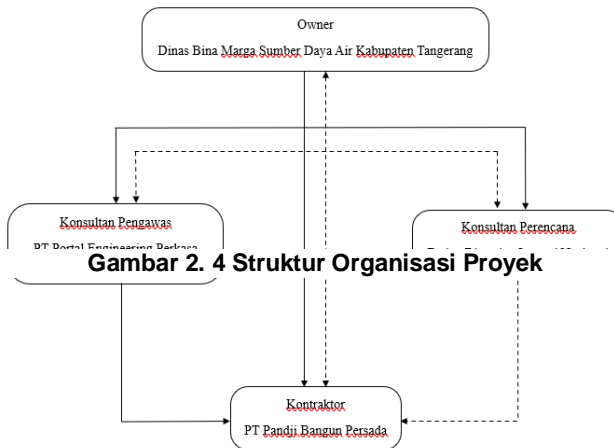 Owner
Dinas Bina Marga Sumber Daya Air Kabupaten Tangerang
Konsultan Pengawas
PT Portal Engineering Perkasa
Konsultan Perencana
Gambar 2. 4 Struktur Organisasi Proyek
Kontraktor
PT Pandji Bangun Persada